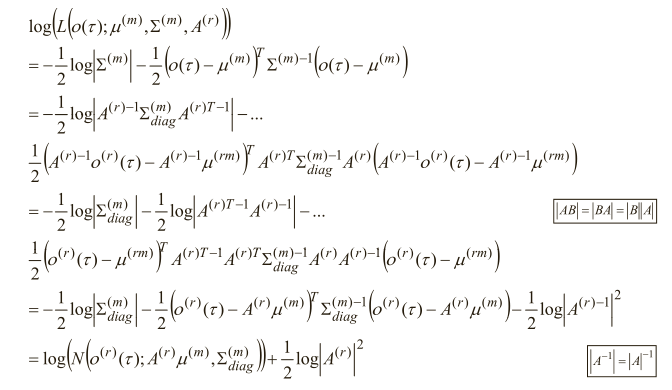 log(L(o(τ);μ^(m),Σ^(m),A^(r)))
= −1/2 log|Σ^(m)| − 1/2 (o(τ) − μ^(m))^T Σ^(m)−1 (o(τ) − μ^(m))
= −1/2 log|A^(r)−1 Σ_diag^(m) A^(r)T−1| − ...
1/2 (A^(r)−1 o^(r)(τ) − A^(r)−1 μ^(rm))^T A^(r)T Σ_diag^(m)−1 A^(r) (A^(r)−1 o^(r)(τ) − A^(r)−1 μ^(rm))
= −1/2 log|Σ_diag^(m)| − 1/2 log|A^(r)T−1 A^(r)−1| − ... |AB|=|BA|=|B||A|
1/2 (o^(r)(τ) − μ^(rm))^T A^(r)T−1 A^(r)T Σ_diag^(m)−1 A^(r) A^(r)−1 (o^(r)(τ) − μ^(rm))
= −1/2 log|Σ_diag^(m)| − 1/2 (o^(r)(τ) − A^(r) μ^(m))^T Σ_diag^(m)−1 (o^(r)(τ) − A^(r) μ^(m)) − 1/2 log|A^(r)−1|^2
= log(N(o^(r)(τ); A^(r) μ^(m), Σ_diag^(m))) + 1/2 log|A^(r)|^2 |A^−1|=|A|^−1